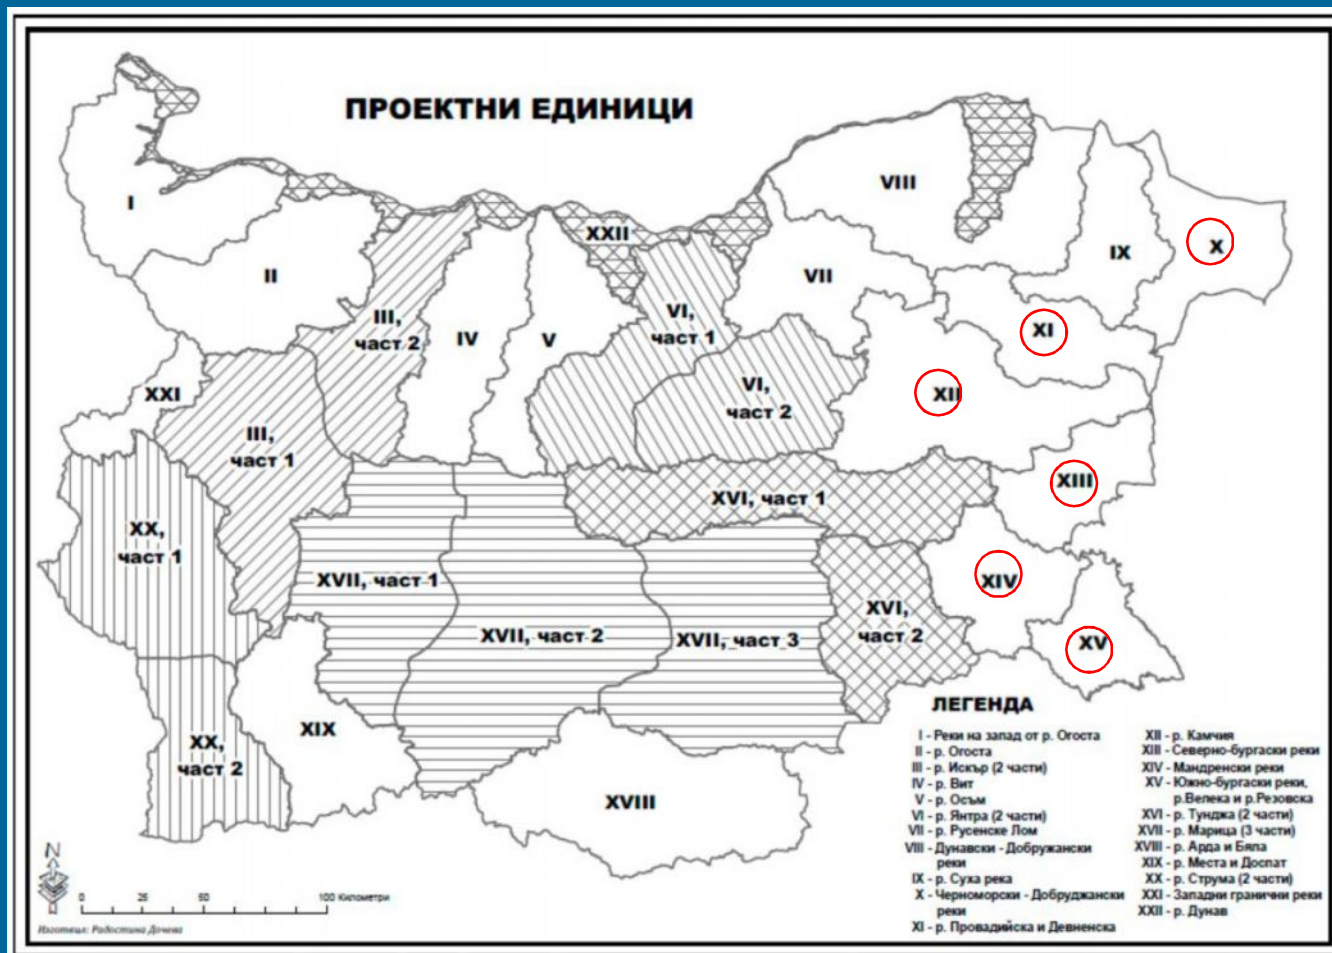 ПРОЕКТНИ ЕДИНИЦИ
I
II
III,
част 2
IV
V
XXII
VI,
част 1
VII
VIII
IX
X
XI
XII
VI,
част 2
XXI
III,
част 1
XIII
XVI, част 1
XX,
част 1
XVII, част 1
XVII, част 2
XVII, част 3
XVI,
част 2
XIV
XV
XIX
XX,
част 2
XVIII
N
0 25 50 100 Километри
Изготвил: Радостина Дочева
ЛЕГЕНДА
I - Реки на запад от р. Огоста
II - р. Огоста
III - р. Искър (2 части)
IV - р. Вит
V - р. Осъм
VI - р. Янтра (2 части)
VII - р. Русенске Лом
VIII - Дунавски - Добружански
реки
IX - р. Суха река
X - Черноморски - Добруджански
реки
XI - р. Провадийска и Девненска
XII - р. Камчия
XIII - Северно-бургаски реки
XIV - Мандренски реки
XV - Южно-бургаски реки,
р.Велека и р.Резовска
XVI - р. Тунджа (2 части)
XVII - р. Марица (3 части)
XVIII - р. Арда и Бяла
XIX - р. Места и Доспат
XX - р. Струма (2 части)
XXI - Западни гранични реки
XXII - р. Дунав